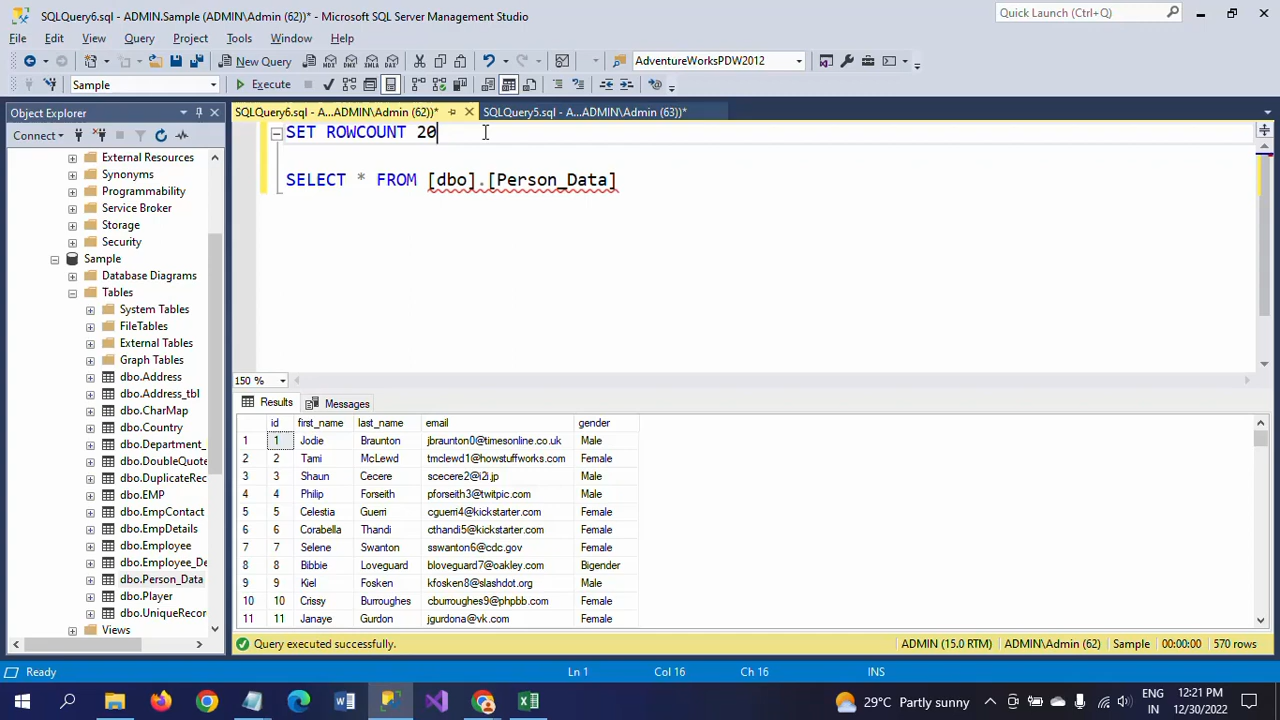 SQLQuery6.sql - ADMIN.Sample (ADMIN\Admin (62))* - Microsoft SQL Server Management Studio
Quick Launch (Ctrl+Q)
File Edit View Query Project Tools Window Help
New Query AdventureWorksPDW2012
Sample Execute
Object Explorer
SQLQuery6.sql - A...ADMIN\Admin (62))* SQLQuery5.sql - A...ADMIN\Admin (63))*
Connect
SET ROWCOUNT 20
SELECT * FROM [dbo].[Person_Data]
External Resources
Synonyms
Programmability
Service Broker
Storage
Security
Sample
Database Diagrams
Tables
System Tables
FileTables
External Tables
Graph Tables
dbo.Address
dbo.Address_tbl
dbo.CharMap
dbo.Country
dbo.Department_
dbo.DoubleQuote
dbo.DuplicateRec
dbo.EMP
dbo.EmpContact
dbo.EmpDetails
dbo.Employee
dbo.Employee_De
dbo.Person_Data
dbo.Player
dbo.UniqueRecor
Views
150 %
Results Messages
id first_name last_name email gender
1 1 Jodie Braunton jbraunton0@timesonline.co.uk Male
2 2 Tami McLewd tmclewd1@howstuffworks.com Female
3 3 Shaun Cecere scecere2@i2i.jp Male
4 4 Philip Forseith pforseith3@twitpic.com Male
5 5 Celestia Guerri cguerri4@kickstarter.com Female
6 6 Corabella Thandi cthandi5@kickstarter.com Female
7 7 Selene Swanton sswanton6@cdc.gov Female
8 8 Bibbie Loveguard bloveguard7@oakley.com Bigender
9 9 Kiel Fosken kfosken8@slashdot.org Male
10 10 Crissy Burroughes cburroughes9@phpbb.com Female
11 11 Janaye Gurdon jgurdona@vk.com Female
Query executed successfully. ADMIN (15.0 RTM) ADMIN\Admin (62) Sample 00:00:00 570 rows
Ready Ln 1 Col 16 Ch 16 INS
29°C Partly sunny ENG IN 12:21 PM 12/30/2022